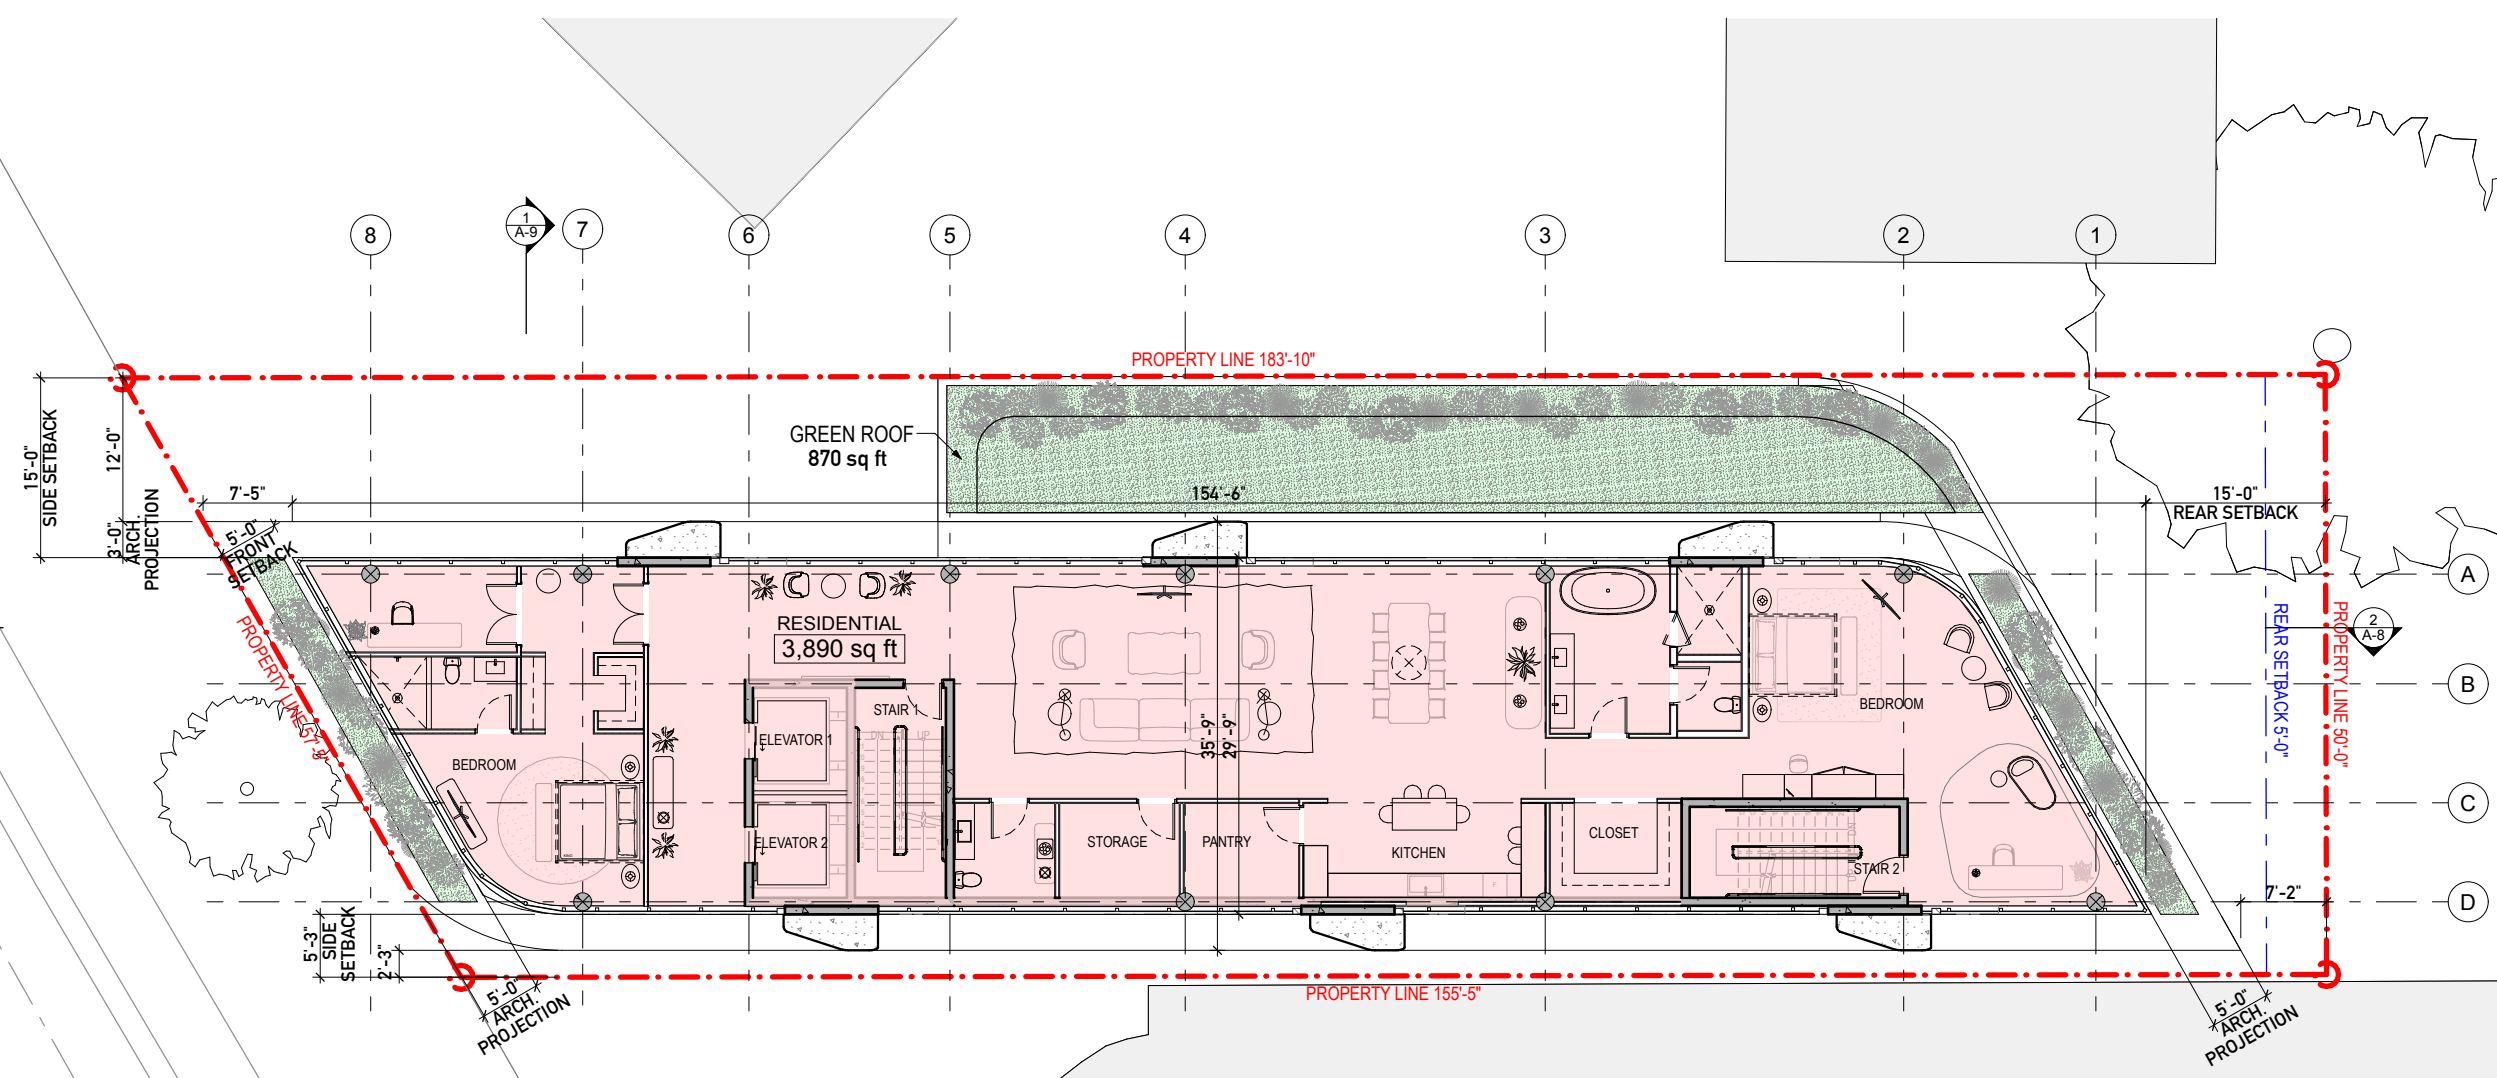 1
A-9
8
7
6
5
4
3
2
1
PROPERTY LINE 183'-10"
GREEN ROOF
870 sq ft
15'-0"
SIDE SETBACK
12'-0"
3'-0"
ARCH.
PROJECTION
7'-5"
154'-6"
15'-0"
REAR SETBACK
5'-0"
FRONT
SETBACK
A
RESIDENTIAL
3,890 sq ft
PROPERTY LINE 57'-8"
REAR SETBACK 5'-0"
PROPERTY LINE 50'-0"
2
A-8
B
STAIR 1
DN
UP
ELEVATOR 1
35'-9"
29'-9"
BEDROOM
BEDROOM
C
ELEVATOR 2
STORAGE
PANTRY
KITCHEN
CLOSET
F
DN
STAIR 2
D
7'-2"
5'-3"
SIDE
SETBACK
2'-3"
5'-0"
ARCH.
PROJECTION
PROPERTY LINE 155'-5"
5'-0"
ARCH.
PROJECTION